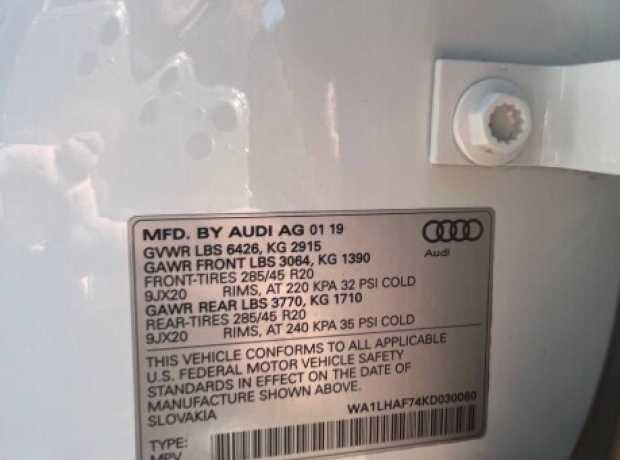 MFD. BY AUDI AG 01 19
GVWR LBS 6426, KG 2915
GAWR FRONT LBS 3064, KG 1390
FRONT-TIRES 285/45 R20
9JX20 RIMS, AT 220 KPA 32 PSI COLD
GAWR REAR LBS 3770, KG 1710
REAR-TIRES 285/45 R20
9JX20 RIMS, AT 240 KPA 35 PSI COLD
Audi
THIS VEHICLE CONFORMS TO ALL APPLICABLE
U.S. FEDERAL MOTOR VEHICLE SAFETY
STANDARDS IN EFFECT ON THE DATE OF
MANUFACTURE SHOWN ABOVE.
SLOVAKIA WA1LHAF74KD030060
TYPE:
MPV